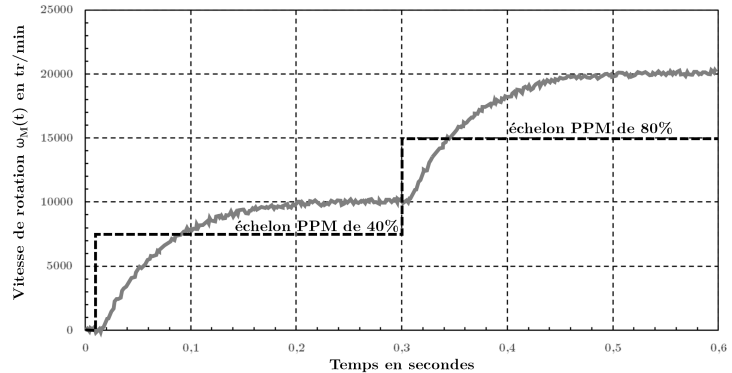 Vitesse de rotation ω_M(t) en tr/min
25000
20000
15000
10000
5000
0
échelon PPM de 80%
échelon PPM de 40%
0 0,1 0,2 0,3 0,4 0,5 0,6
Temps en secondes